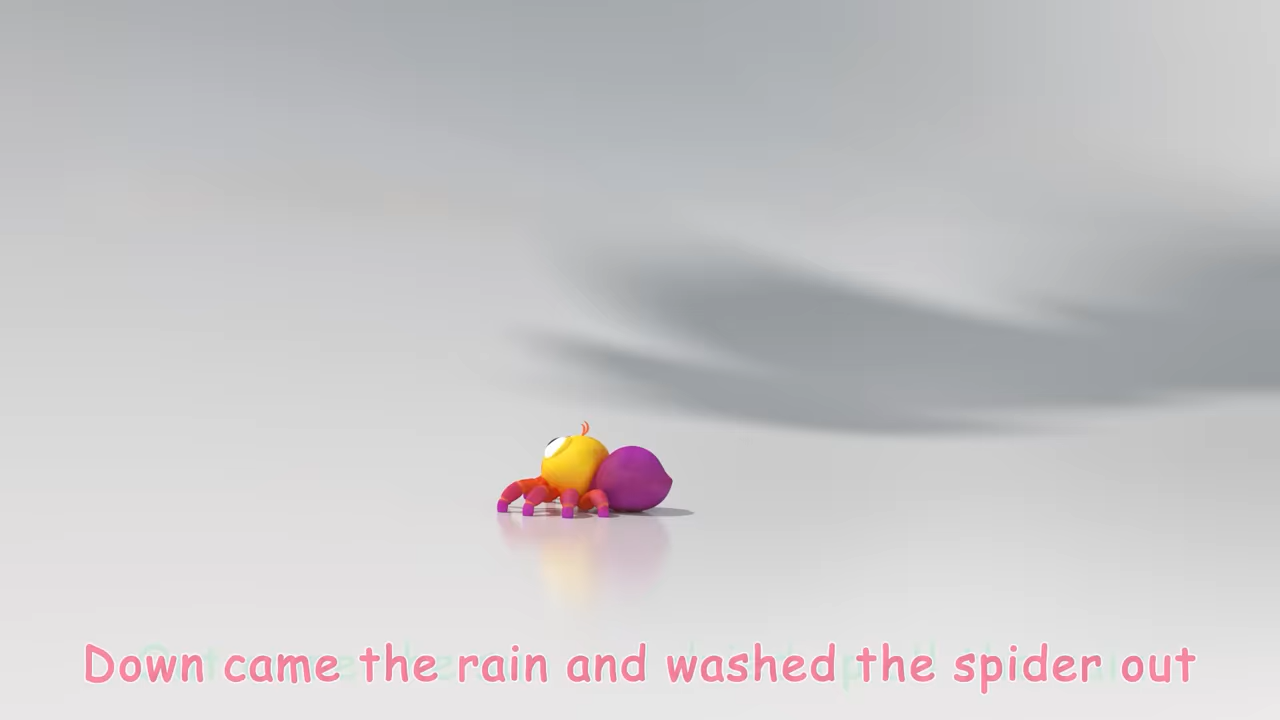 Down came the rain and washed the spider out